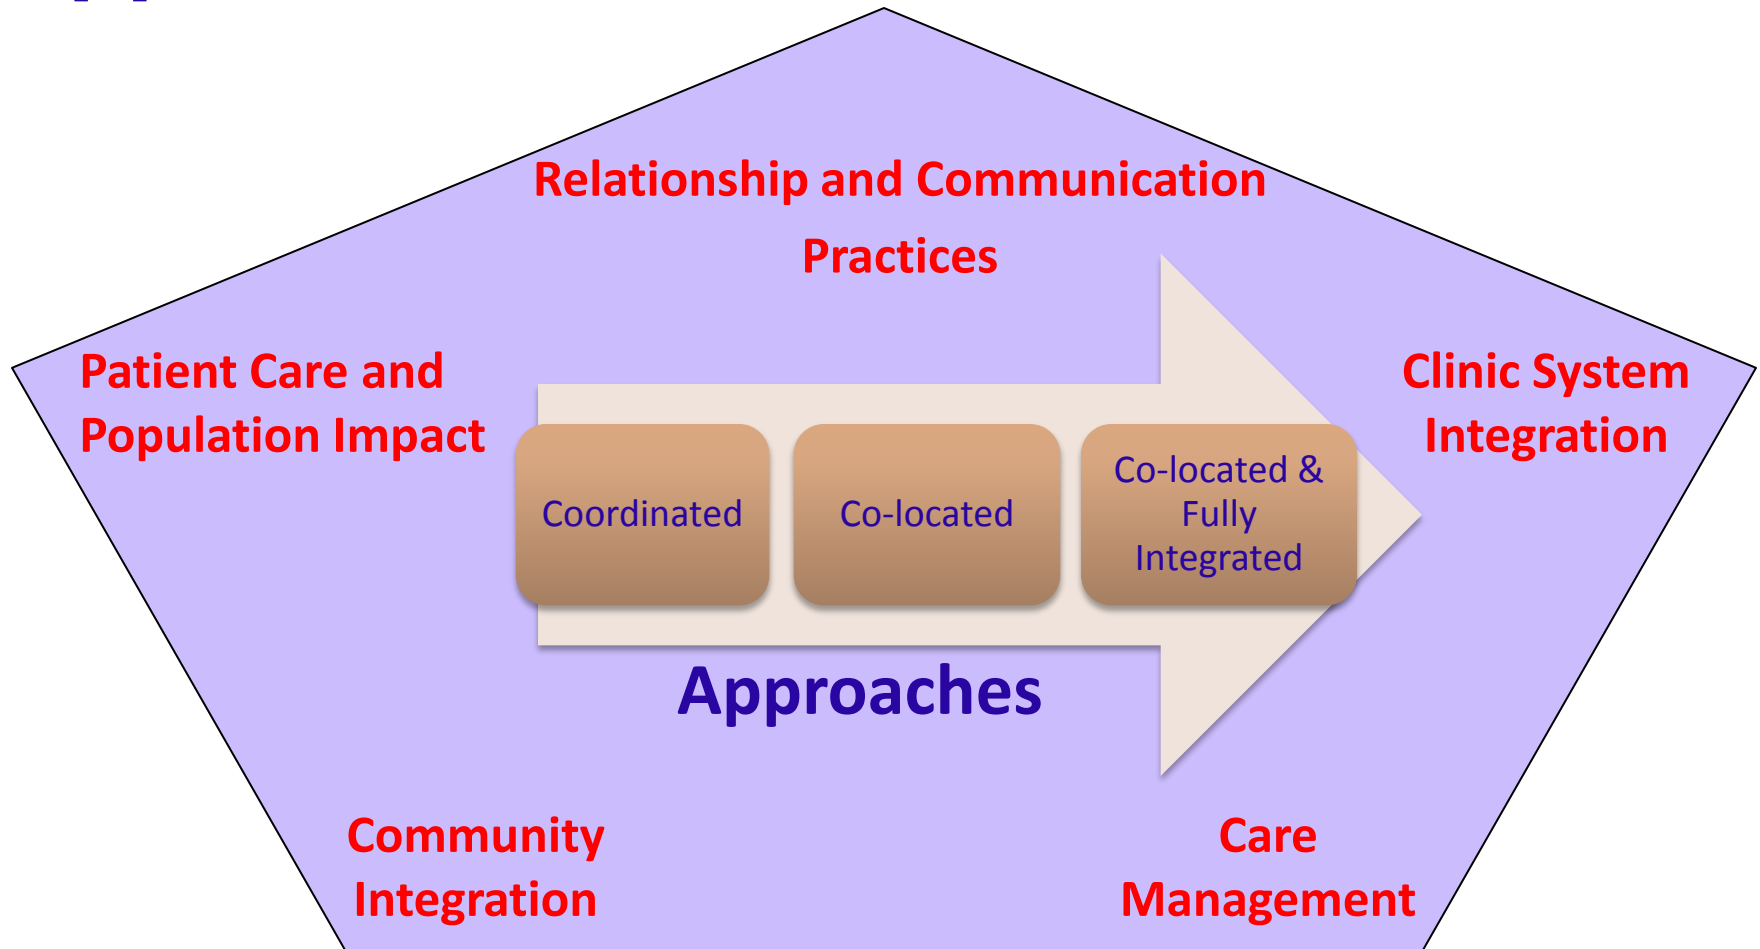 Relationship and Communication
Practices
Patient Care and
Population Impact
Clinic System
Integration
Coordinated
Co-located
Co-located &
Fully
Integrated
Approaches
Community
Integration
Care
Management